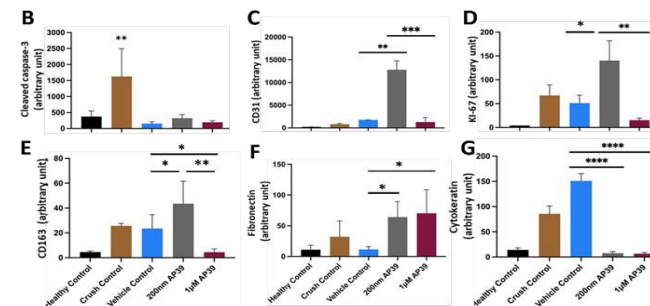 B
Cleaved caspase-3
(arbitrary unit)
3500
3000
2500
2000
1500
1000
500
0
**
C
CD31
(arbitrary unit)
20000
15000
10000
5000
0
**
***
D
KI-67
(arbitrary unit)
200
150
100
50
0
*
**
E
CD163
(arbitrary unit)
80
60
40
20
0
*
*
**
Healthy Control
Crush Control
Vehicle Control
200nm AP39
1µM AP39
F
Fibronectin
(arbitrary unit)
150
100
50
0
*
*
Healthy Control
Crush Control
Vehicle Control
200nm AP39
1µM AP39
G
Cytokeratin
(arbitrary unit)
200
150
100
50
0
****
****
Healthy Control
Crush Control
Vehicle Control
200nm AP39
1µM AP39